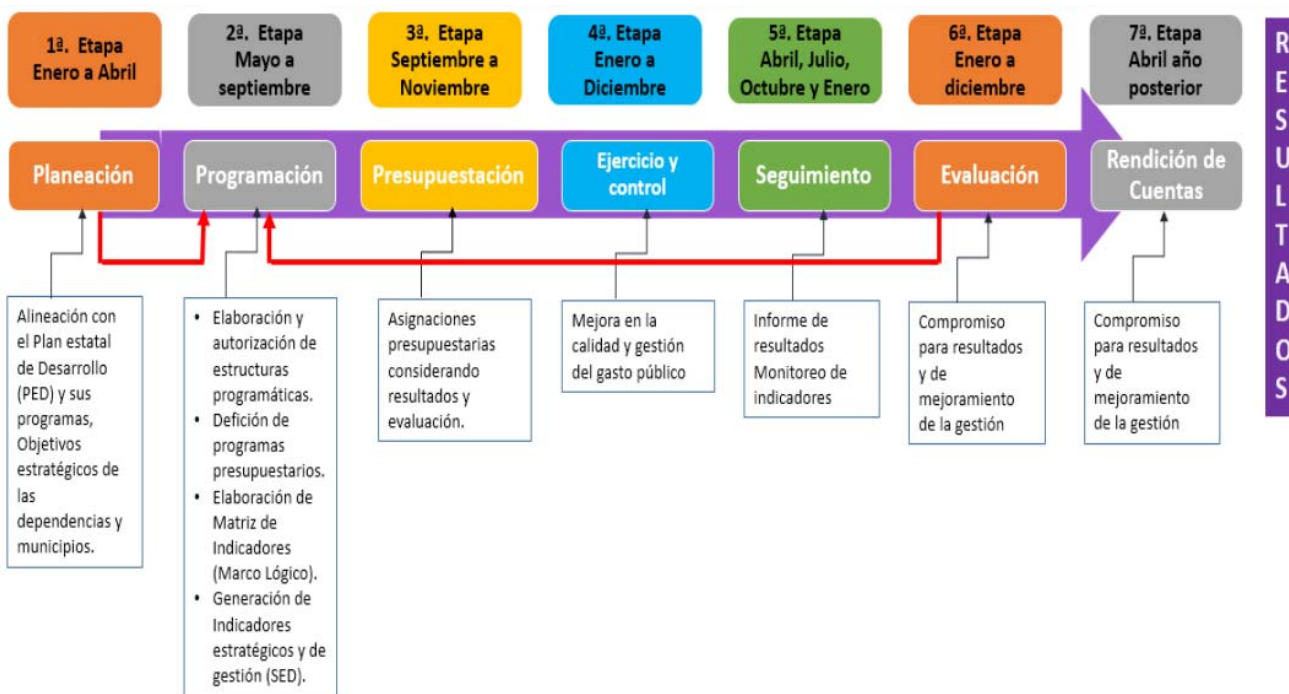 1ª. Etapa
Enero a Abril
2ª. Etapa
Mayo a
septiembre
3ª. Etapa
Septiembre a
Noviembre
4ª. Etapa
Enero a
Diciembre
5ª. Etapa
Abril, Julio,
Octubre y Enero
6ª. Etapa
Enero a
diciembre
7ª. Etapa
Abril año
posterior
Planeación
Programación
Presupuestación
Ejercicio y
control
Seguimiento
Evaluación
Rendición de
Cuentas
Alineación con
el Plan estatal
de Desarrollo
(PED) y sus
programas,
Objetivos
estratégicos de
las
dependencias y
municipios.
• Elaboración y
autorización de
estructuras
programáticas.
• Defición de
programas
presupuestarios.
• Elaboración de
Matriz de
Indicadores
(Marco Lógico).
• Generación de
Indicadores
estratégicos y de
gestión (SED).
Asignaciones
presupuestarias
considerando
resultados y
evaluación.
Mejora en la
calidad y gestión
del gasto público
Informe de
resultados
Monitoreo de
indicadores
Compromiso
para resultados
y de
mejoramiento
de la gestión
Compromiso
para resultados
y de
mejoramiento
de la gestión
R
E
S
U
L
T
A
D
O
S